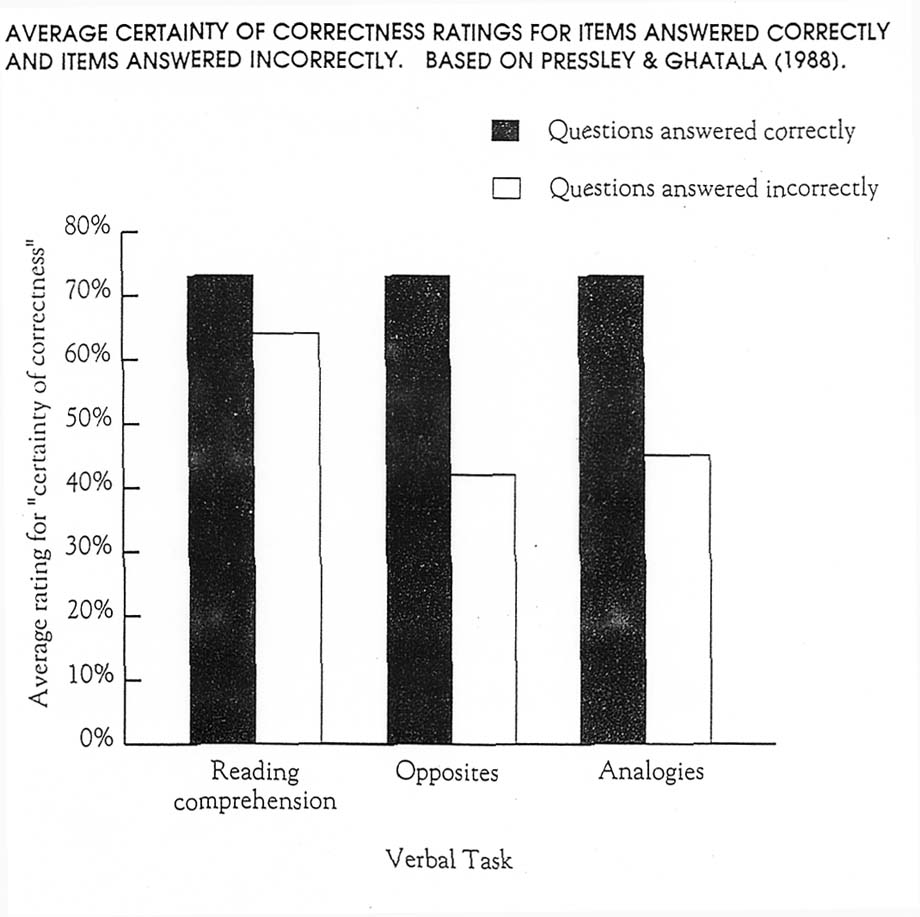 AVERAGE CERTAINTY OF CORRECTNESS RATINGS FOR ITEMS ANSWERED CORRECTLY
AND ITEMS ANSWERED INCORRECTLY. BASED ON PRESSLEY & GHATALA (1988).
Questions answered correctly
Questions answered incorrectly
Average rating for "certainty of correctness"
80%
70%
60%
50%
40%
30%
20%
10%
0%
Reading
comprehension
Opposites
Analogies
Verbal Task